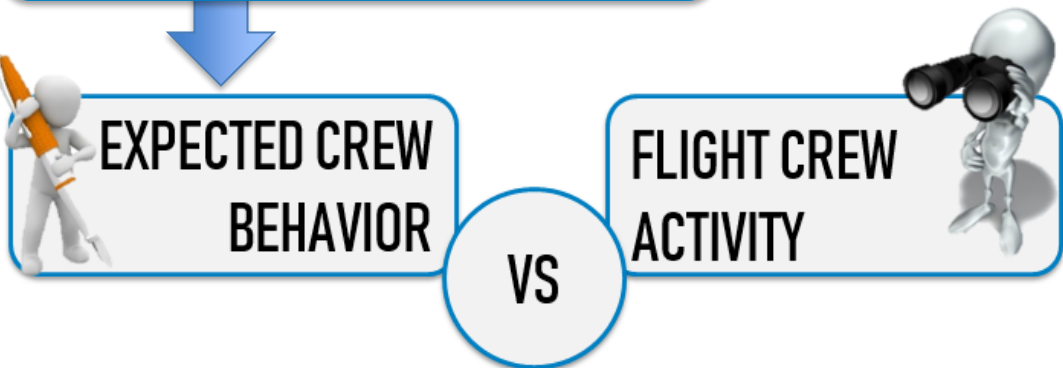 EXPECTED CREW
BEHAVIOR
VS
FLIGHT CREW
ACTIVITY